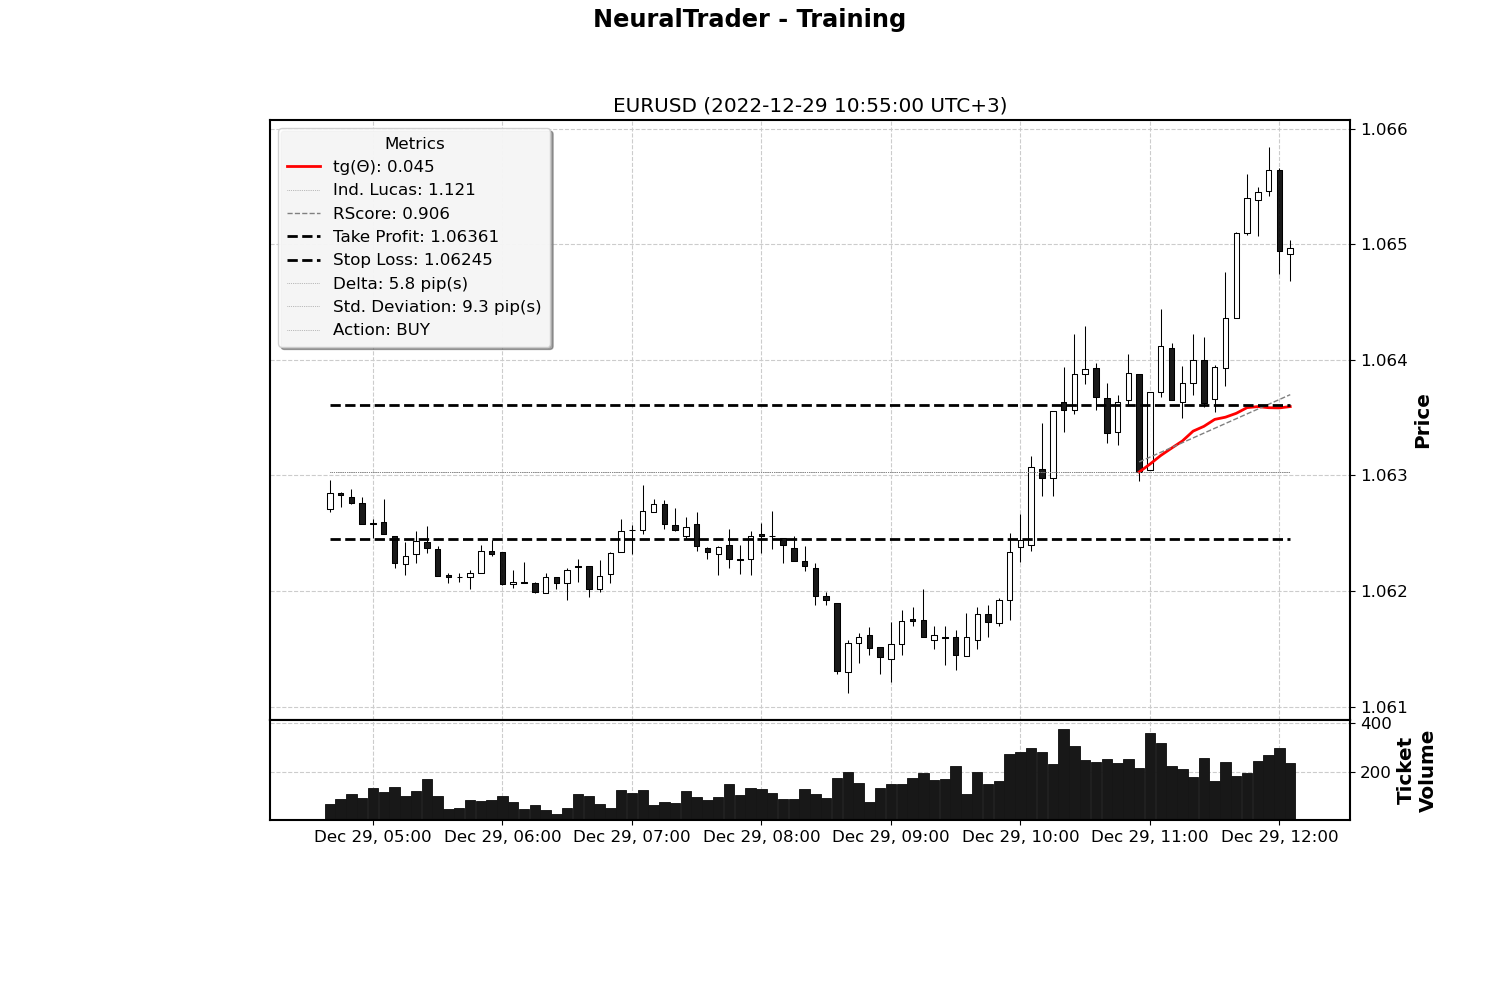 NeuralTrader - Training
EURUSD (2022-12-29 10:55:00 UTC+3)
Metrics
tg(Θ): 0.045
Ind. Lucas: 1.121
RScore: 0.906
Take Profit: 1.06361
Stop Loss: 1.06245
Delta: 5.8 pip(s)
Std. Deviation: 9.3 pip(s)
Action: BUY
1.066
1.065
1.064
1.063
1.062
1.061
Price
400
200
Ticket
Volume
Dec 29, 05:00 Dec 29, 06:00 Dec 29, 07:00 Dec 29, 08:00 Dec 29, 09:00 Dec 29, 10:00 Dec 29, 11:00 Dec 29, 12:00